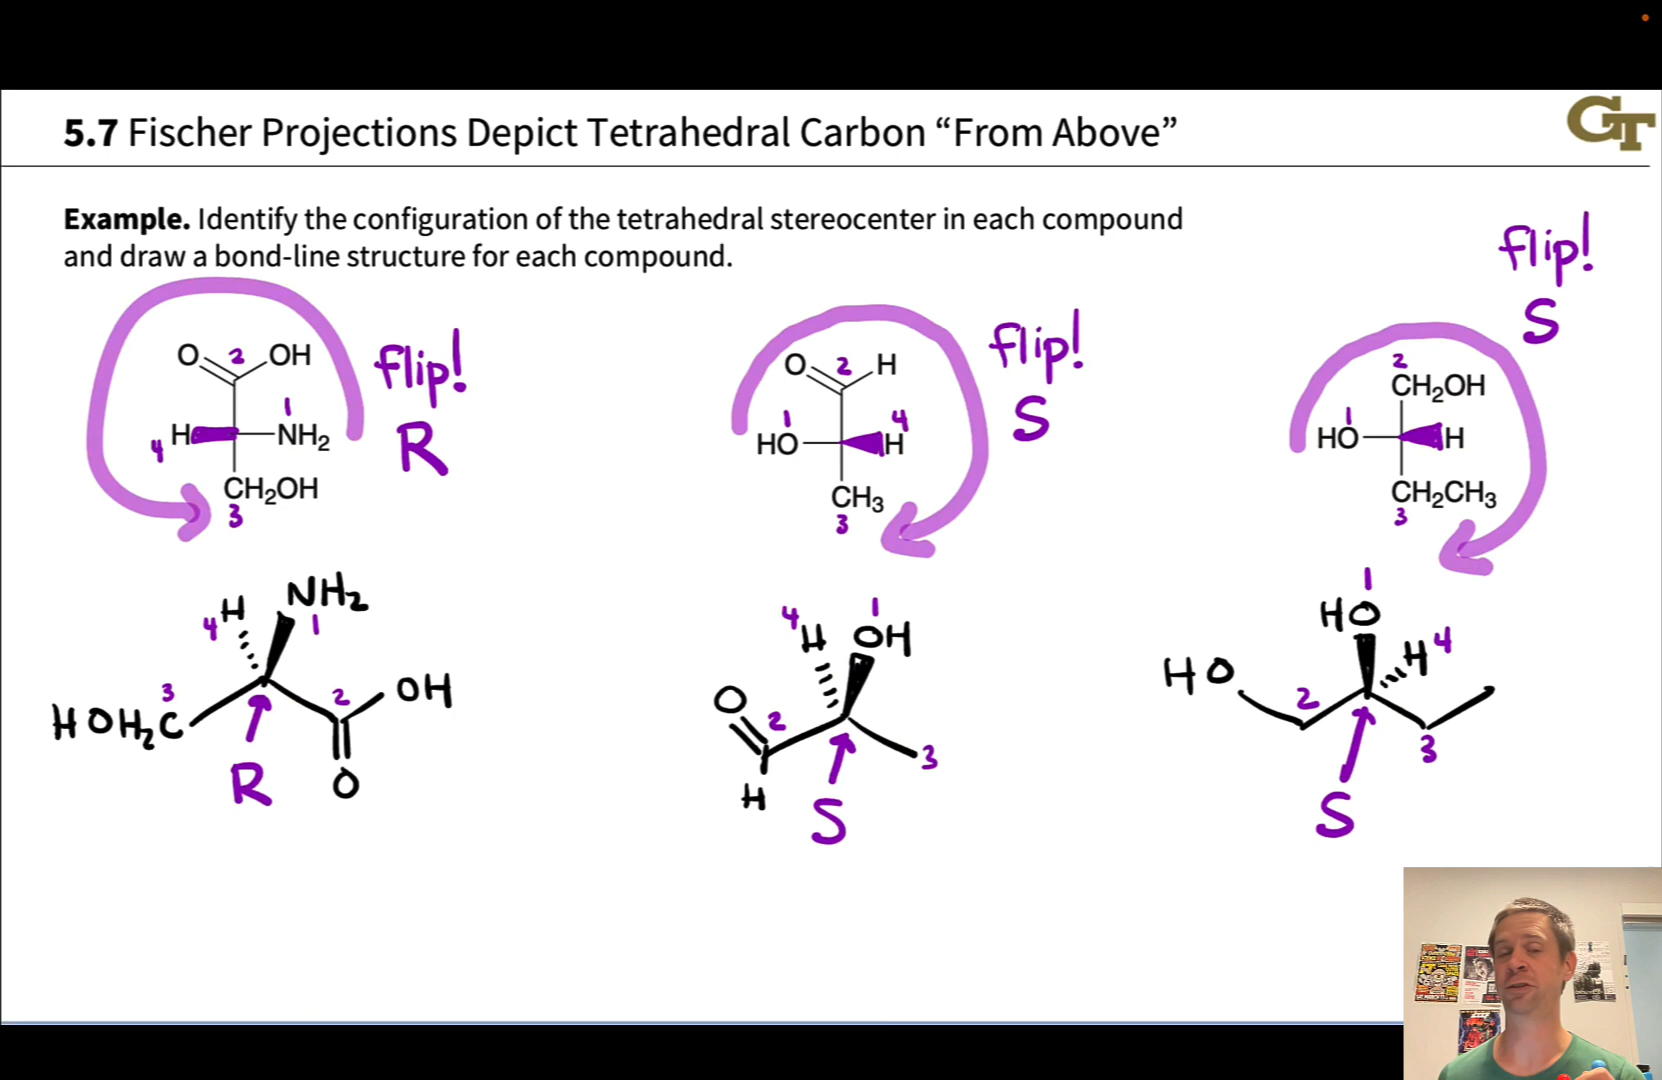 5.7 Fischer Projections Depict Tetrahedral Carbon “From Above”
GT
Example. Identify the configuration of the tetrahedral stereocenter in each compound
and draw a bond-line structure for each compound.
O 2 OH
1
4 H NH₂
CH₂OH
3
flip!
R
O 2 H
1 4
HO H
CH₃
3
flip!
S
flip!
S
2
CH₂OH
1
HO H
CH₂CH₃
3
4 H NH₂
1
3 2 OH
HOH₂C
R O
4 1
H OH
O 2
3
H S
1
HO
H 4
HO 2
3
S